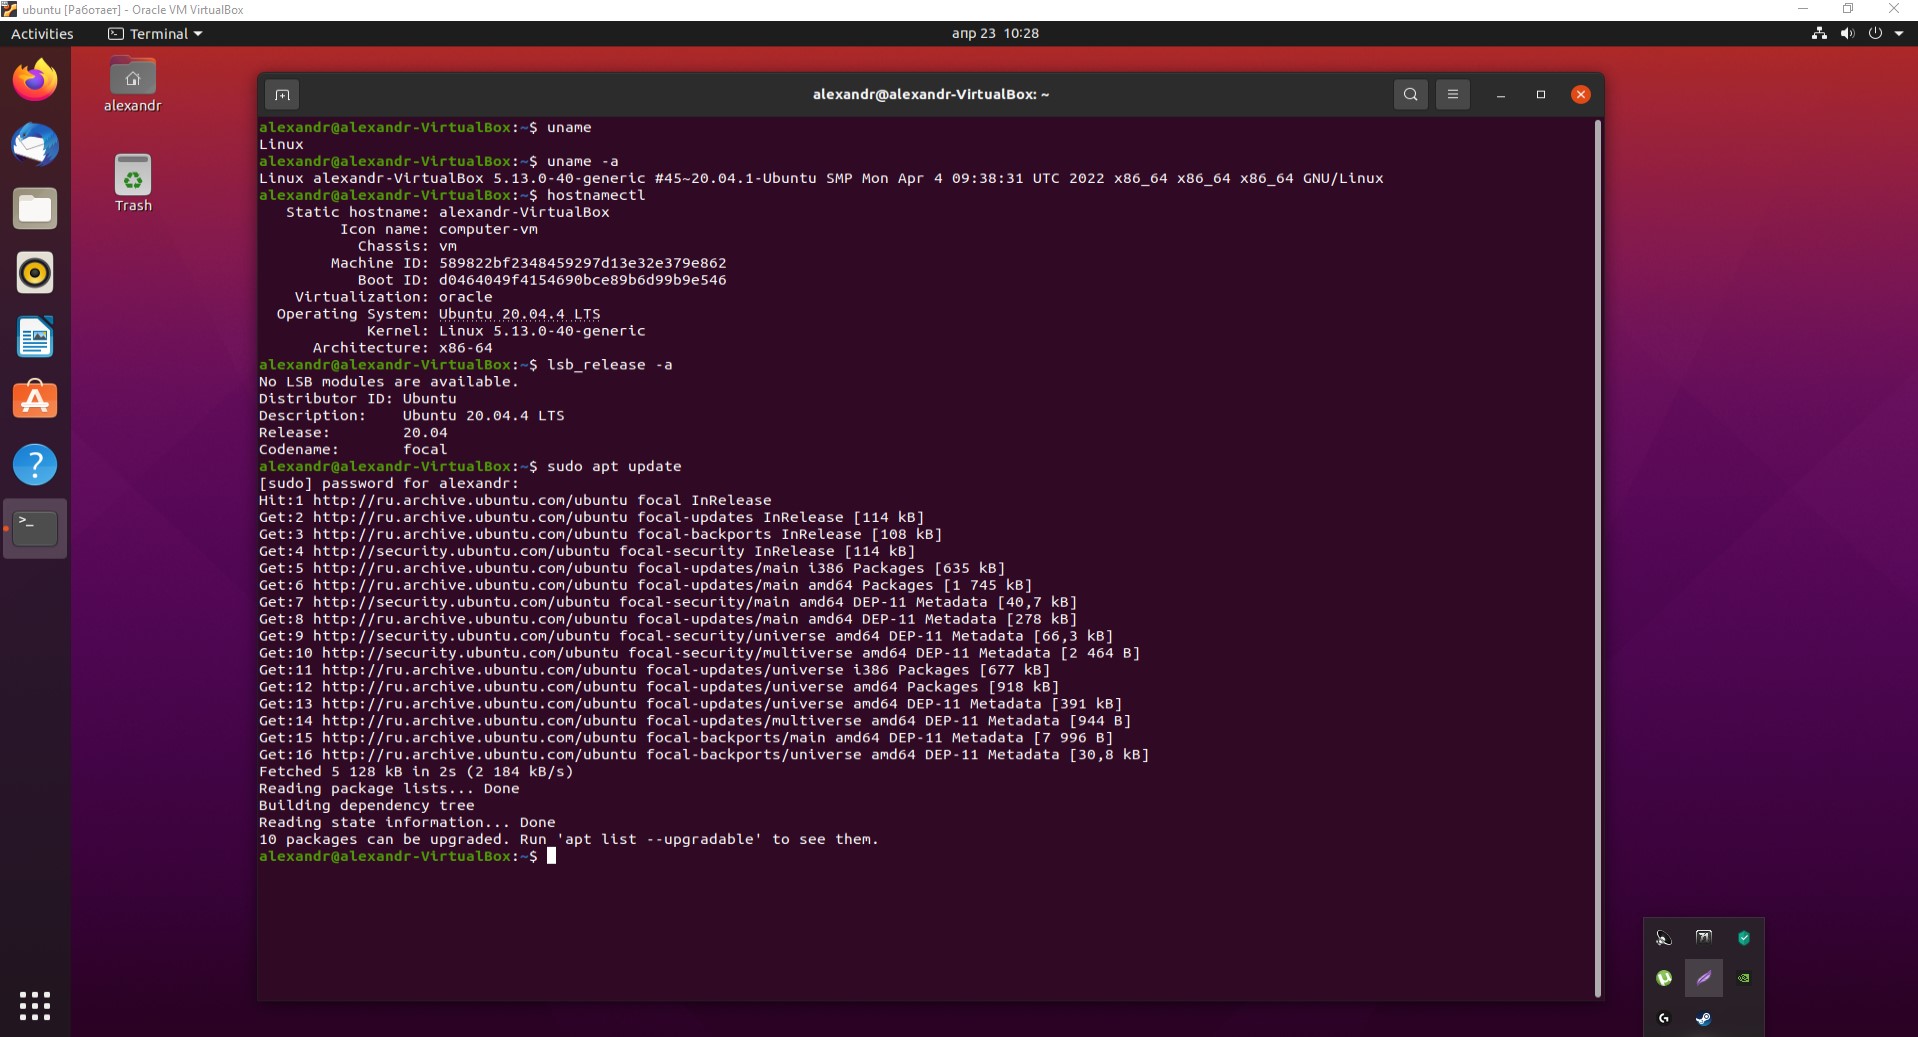 ubuntu [Работает] - Oracle VM VirtualBox
Activities
Terminal
апр 23 10:28
alexandr
Trash
alexandr@alexandr-VirtualBox: ~
alexandr@alexandr-VirtualBox:~$ uname
Linux
alexandr@alexandr-VirtualBox:~$ uname -a
Linux alexandr-VirtualBox 5.13.0-40-generic #45~20.04.1-Ubuntu SMP Mon Apr 4 09:38:31 UTC 2022 x86_64 x86_64 x86_64 GNU/Linux
alexandr@alexandr-VirtualBox:~$ hostnamectl
Static hostname: alexandr-VirtualBox
Icon name: computer-vm
Chassis: vm
Machine ID: 589822bf2348459297d13e32e379e862
Boot ID: d0464049f4154690bce89b6d99b9e546
Virtualization: oracle
Operating System: Ubuntu 20.04.4 LTS
Kernel: Linux 5.13.0-40-generic
Architecture: x86-64
alexandr@alexandr-VirtualBox:~$ lsb_release -a
No LSB modules are available.
Distributor ID: Ubuntu
Description: Ubuntu 20.04.4 LTS
Release: 20.04
Codename: focal
alexandr@alexandr-VirtualBox:~$ sudo apt update
[sudo] password for alexandr:
Hit:1 http://ru.archive.ubuntu.com/ubuntu focal InRelease
Get:2 http://ru.archive.ubuntu.com/ubuntu focal-updates InRelease [114 kB]
Get:3 http://ru.archive.ubuntu.com/ubuntu focal-backports InRelease [108 kB]
Get:4 http://security.ubuntu.com/ubuntu focal-security InRelease [114 kB]
Get:5 http://ru.archive.ubuntu.com/ubuntu focal-updates/main i386 Packages [635 kB]
Get:6 http://ru.archive.ubuntu.com/ubuntu focal-updates/main amd64 Packages [1 745 kB]
Get:7 http://security.ubuntu.com/ubuntu focal-security/main amd64 DEP-11 Metadata [40,7 kB]
Get:8 http://ru.archive.ubuntu.com/ubuntu focal-updates/main amd64 DEP-11 Metadata [278 kB]
Get:9 http://security.ubuntu.com/ubuntu focal-security/universe amd64 DEP-11 Metadata [66,3 kB]
Get:10 http://security.ubuntu.com/ubuntu focal-security/multiverse amd64 DEP-11 Metadata [2 464 B]
Get:11 http://ru.archive.ubuntu.com/ubuntu focal-updates/universe i386 Packages [677 kB]
Get:12 http://ru.archive.ubuntu.com/ubuntu focal-updates/universe amd64 Packages [918 kB]
Get:13 http://ru.archive.ubuntu.com/ubuntu focal-updates/universe amd64 DEP-11 Metadata [391 kB]
Get:14 http://ru.archive.ubuntu.com/ubuntu focal-updates/multiverse amd64 DEP-11 Metadata [944 B]
Get:15 http://ru.archive.ubuntu.com/ubuntu focal-backports/main amd64 DEP-11 Metadata [7 996 B]
Get:16 http://ru.archive.ubuntu.com/ubuntu focal-backports/universe amd64 DEP-11 Metadata [30,8 kB]
Fetched 5 128 kB in 2s (2 184 kB/s)
Reading package lists... Done
Building dependency tree
Reading state information... Done
10 packages can be upgraded. Run 'apt list --upgradable' to see them.
alexandr@alexandr-VirtualBox:~$
71